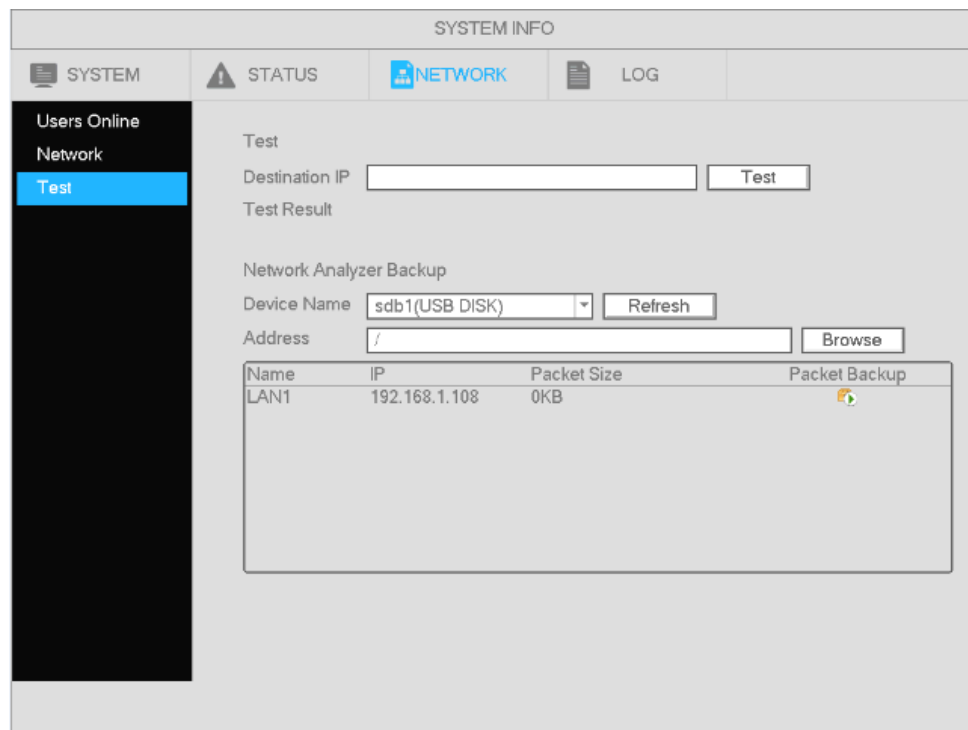 SYSTEM INFO
SYSTEM STATUS NETWORK LOG
Users Online
Network
Test
Test
Destination IP Test
Test Result
Network Analyzer Backup
Device Name sdb1(USB DISK) Refresh
Address / Browse
Name IP Packet Size Packet Backup
LAN1 192.168.1.108 0KB